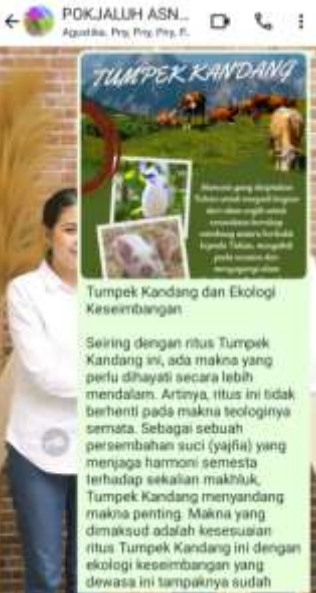 POKJALUH ASN...
TUMPEK KANDANG
Tumpek Kandang dan Ekologi
Keseimbangan
Seiring dengan ritus Tumpek
Kandang ini, ada makna yang
perlu dihayati secara lebih
mendalam. Artinya, ritus ini tidak
berhenti pada makna teologinya
semata. Sebagai sebuah
persembahan suci (yajña) yang
menjaga harmoni semesta
terhadap sekalian makhluk,
Tumpek Kandang menyandang
makna penting. Makna yang
dimaksud adalah kesesuaian
ritus Tumpek Kandang ini dengan
ekologi keseimbangan yang
dewasa ini tampaknya sudah